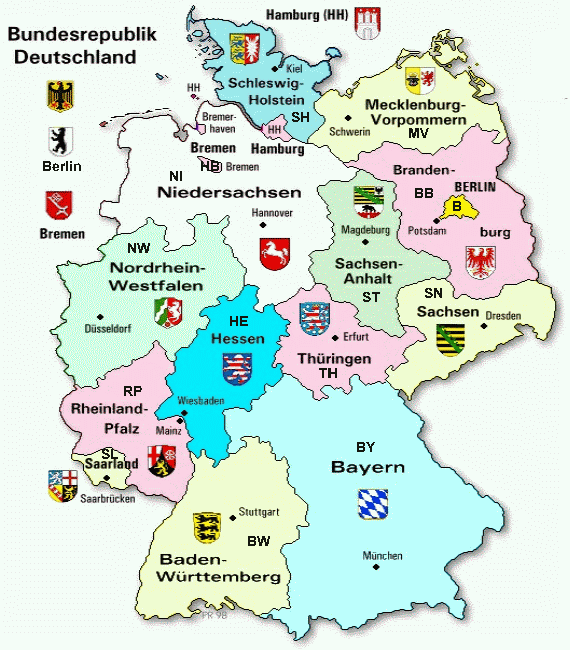 Hamburg (HH)
Bundesrepublik
Deutschland
Kiel
Schleswig-
Holstein
SH
Mecklenburg-
Vorpommern
MV
Schwerin
HH
Bremer-
haven
HH
Hamburg
Bremen
HB
Bremen
Berlin
Bremen
NI
Niedersachsen
Hannover
Branden-
BB
BERLIN
B
Potsdam
burg
Magdeburg
Sachsen-
Anhalt
ST
NW
Nordrhein-
Westfalen
Düsseldorf
SN
Sachsen
Dresden
HE
Hessen
Wiesbaden
Erfurt
Thüringen
TH
RP
Rheinland-
Pfalz
Mainz
SL
Saarland
Saarbrücken
BY
Bayern
München
Stuttgart
BW
Baden-
Württemberg
FR 98